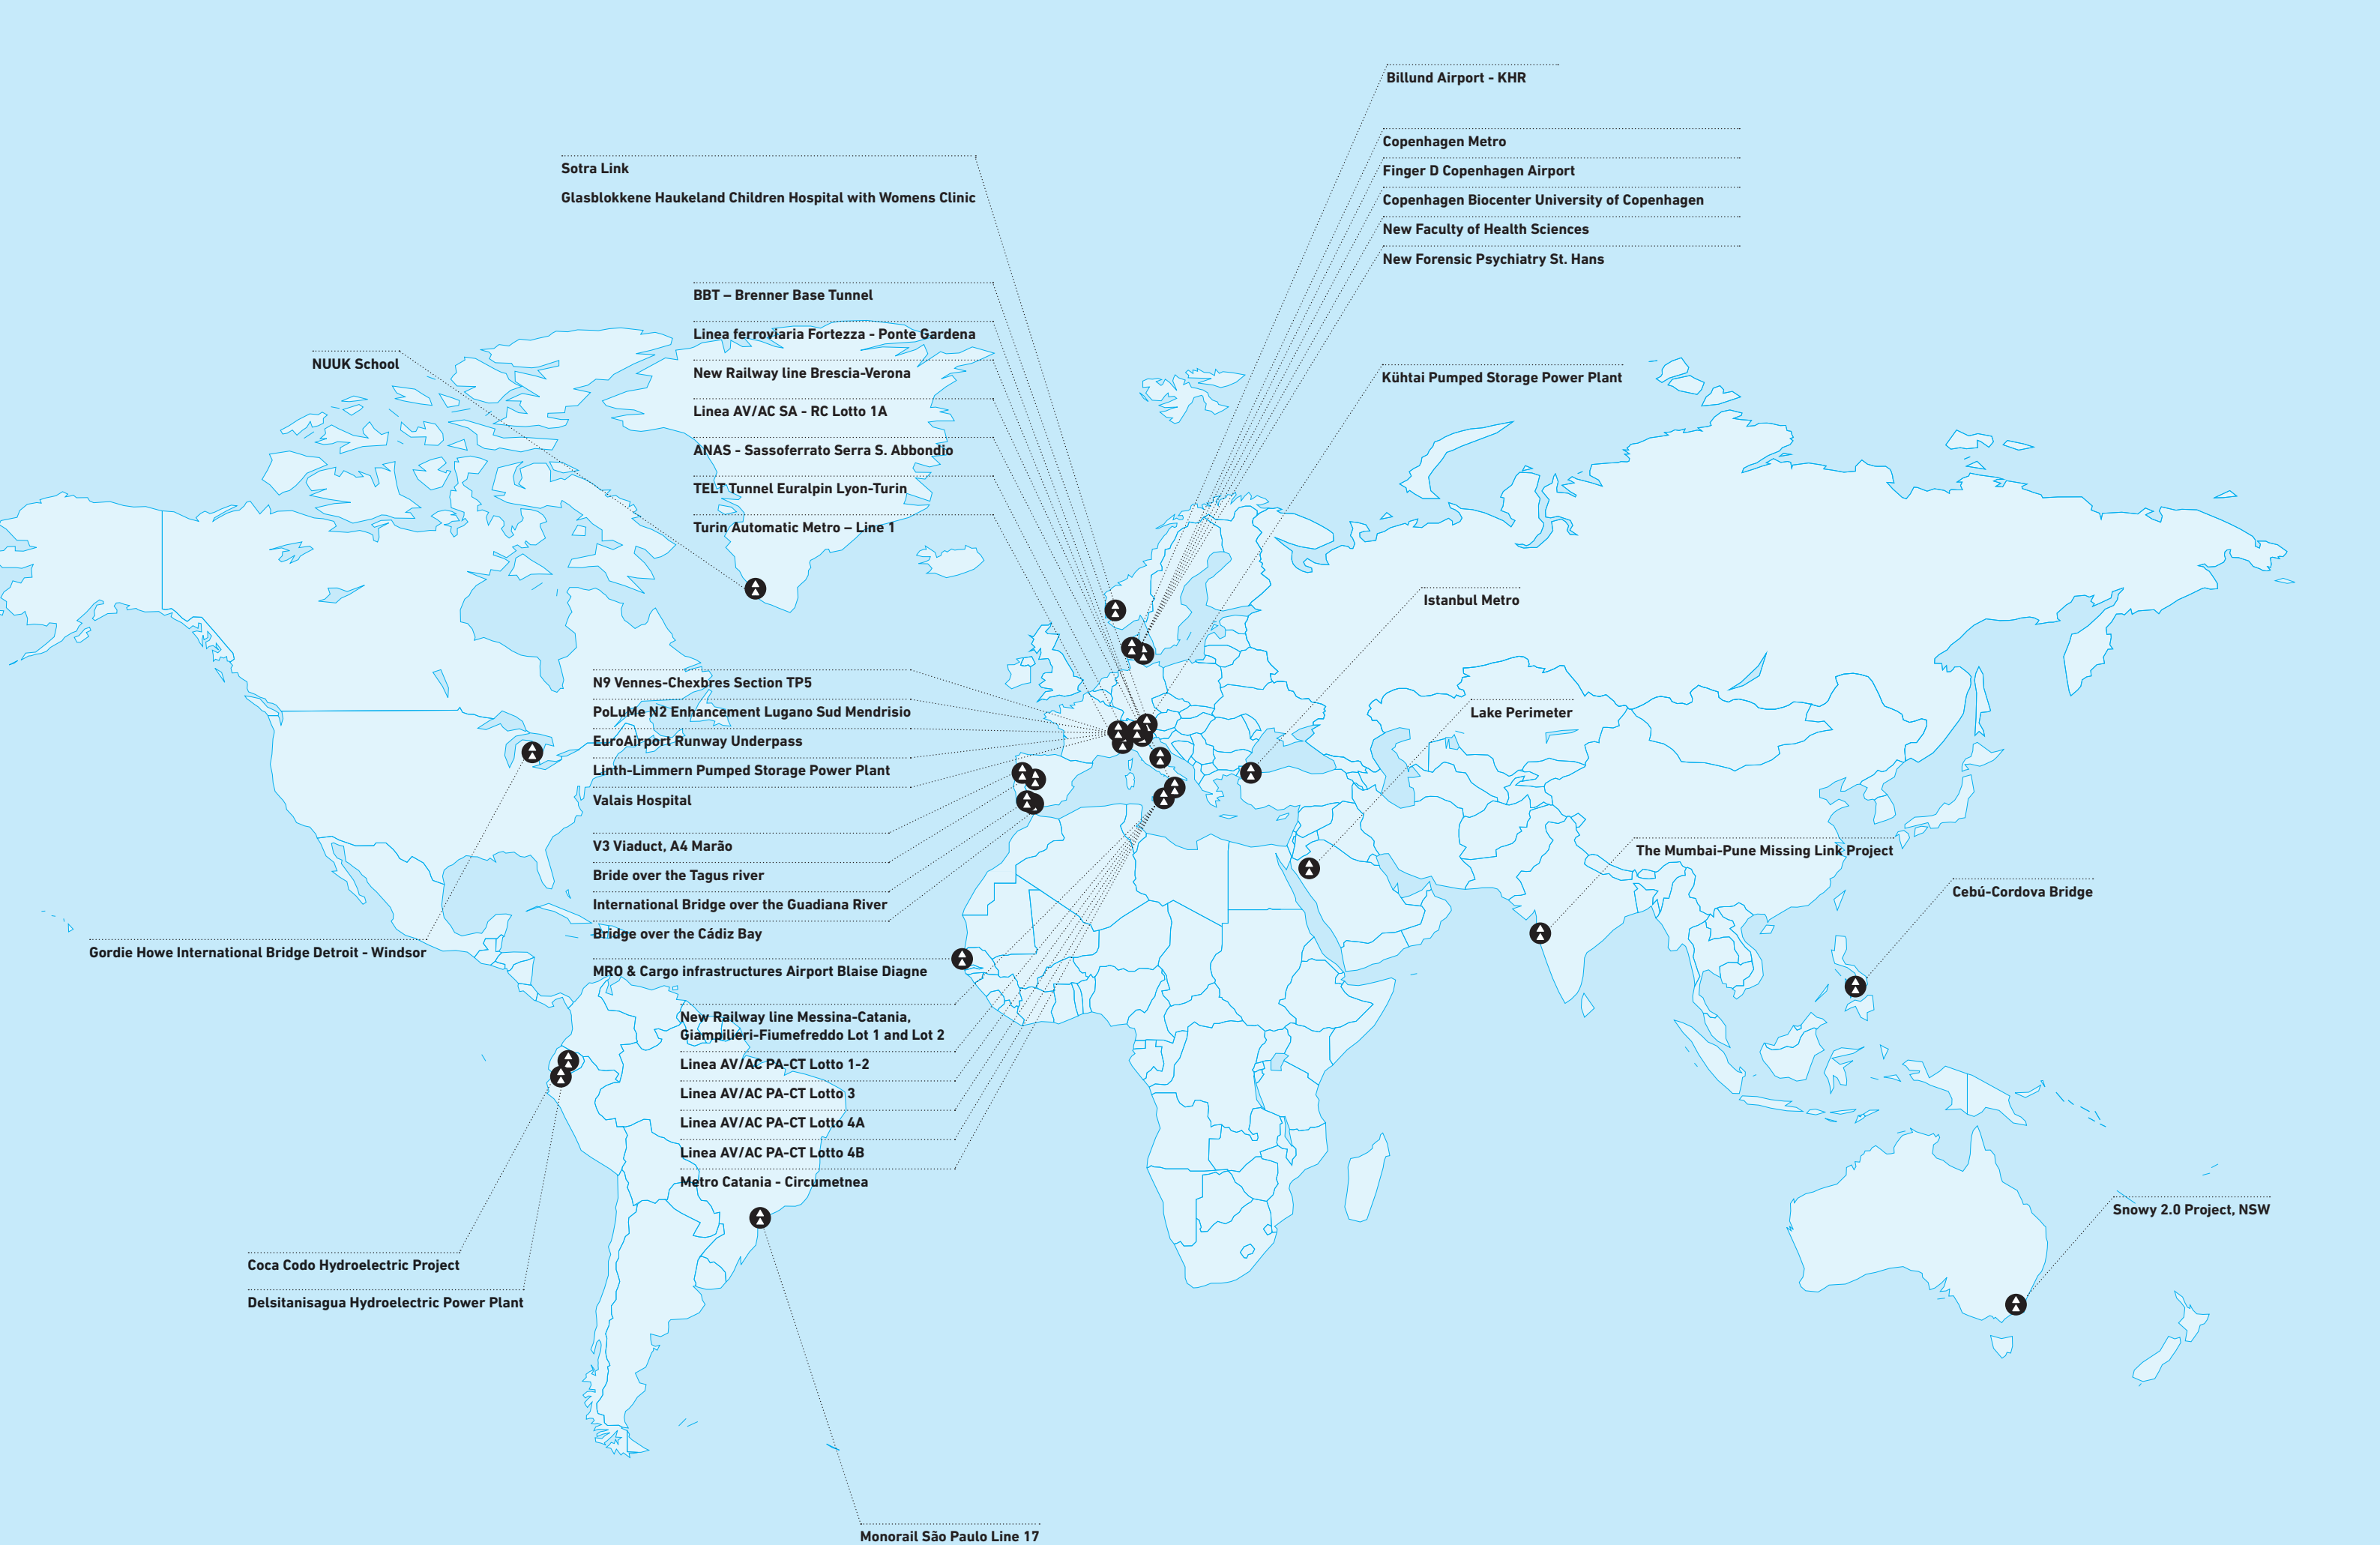 Billund Airport - KHR
Copenhagen Metro
Finger D Copenhagen Airport
Copenhagen Biocenter University of Copenhagen
New Faculty of Health Sciences
New Forensic Psychiatry St. Hans
Sotra Link
Glasblokkene Haukeland Children Hospital with Womens Clinic
BBT – Brenner Base Tunnel
Linea ferroviaria Fortezza - Ponte Gardena
New Railway line Brescia-Verona
Linea AV/AC SA - RC Lotto 1A
ANAS - Sassoferrato Serra S. Abbondio
TELT Tunnel Euralpin Lyon-Turin
Turin Automatic Metro – Line 1
NUUK School
Kühtai Pumped Storage Power Plant
Istanbul Metro
Lake Perimeter
N9 Vennes-Chexbres Section TP5
PoLuMe N2 Enhancement Lugano Sud Mendrisio
EuroAirport Runway Underpass
Linth-Limmern Pumped Storage Power Plant
Valais Hospital
V3 Viaduct, A4 Marão
Bride over the Tagus river
International Bridge over the Guadiana River
Bridge over the Cádiz Bay
The Mumbai-Pune Missing Link Project
Cebú-Cordova Bridge
Gordie Howe International Bridge Detroit - Windsor
MRO & Cargo infrastructures Airport Blaise Diagne
New Railway line Messina-Catania,
Giampilieri-Fiumefreddo Lot 1 and Lot 2
Linea AV/AC PA-CT Lotto 1-2
Linea AV/AC PA-CT Lotto 3
Linea AV/AC PA-CT Lotto 4A
Linea AV/AC PA-CT Lotto 4B
Metro Catania - Circumetnea
Snowy 2.0 Project, NSW
Coca Codo Hydroelectric Project
Delsitanisagua Hydroelectric Power Plant
Monorail São Paulo Line 17